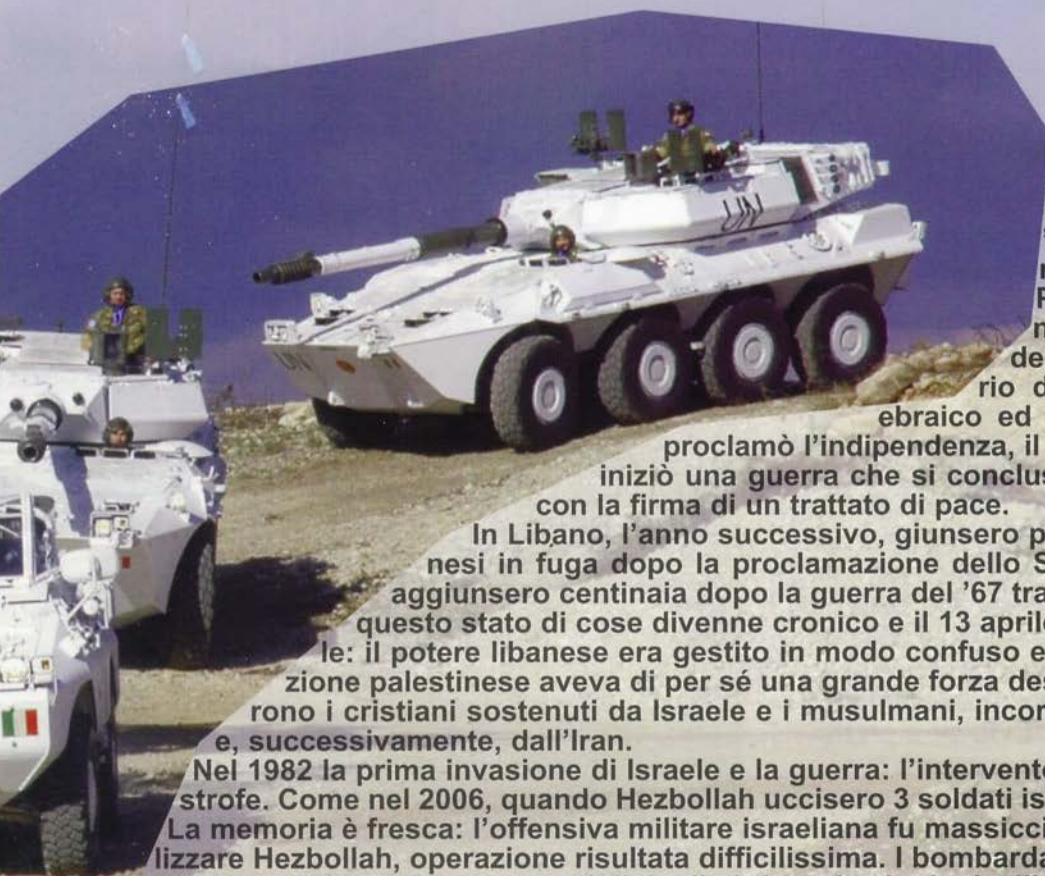 UN
UN
de
rio d
ebraico ed
proclamò l'indipendenza, il
iniziò una guerra che si conclus
con la firma di un trattato di pace.
In Libano, l'anno successivo, giunsero p
nesi in fuga dopo la proclamazione dello S
aggiunsero centinaia dopo la guerra del '67 tra
questo stato di cose divenne cronico e il 13 april
le: il potere libanese era gestito in modo confuso e
zione palestinese aveva di per sé una grande forza des
rono i cristiani sostenuti da Israele e i musulmani, incor
e, successivamente, dall'Iran.
Nel 1982 la prima invasione di Israele e la guerra: l'intervent
strofe. Come nel 2006, quando Hezbollah uccisero 3 soldati is
La memoria è fresca: l'offensiva militare israeliana fu massicci
lizzare Hezbollah, operazione risultata difficilissima. I bombarda